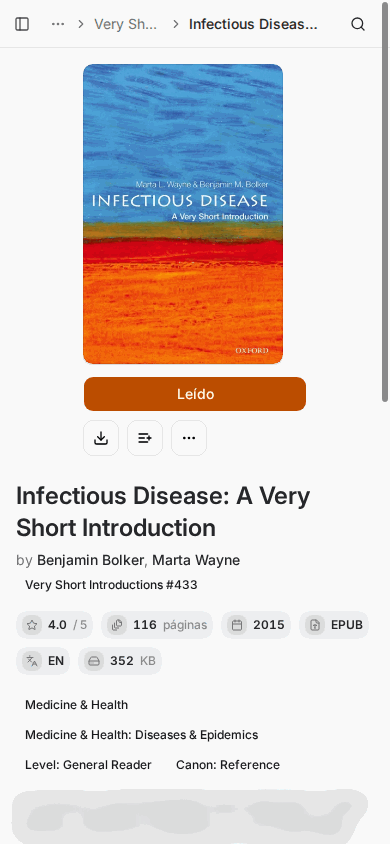 Very Sh...
Infectious Diseas...
Marta L. Wayne & Benjamin M. Bolker
INFECTIOUS DISEASE
A Very Short Introduction
OXFORD
Leído
Infectious Disease: A Very
Short Introduction
by Benjamin Bolker, Marta Wayne
Very Short Introductions #433
4.0 / 5 116 páginas 2015 EPUB
EN 352 KB
Medicine & Health
Medicine & Health: Diseases & Epidemics
Level: General Reader Canon: Reference